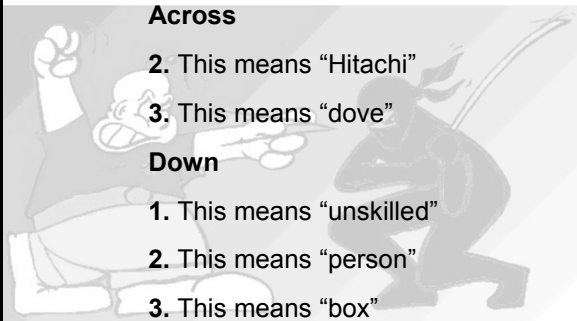 Across
2. This means “Hitachi”
3. This means “dove”
Down
1. This means “unskilled”
2. This means “person”
3. This means “box”